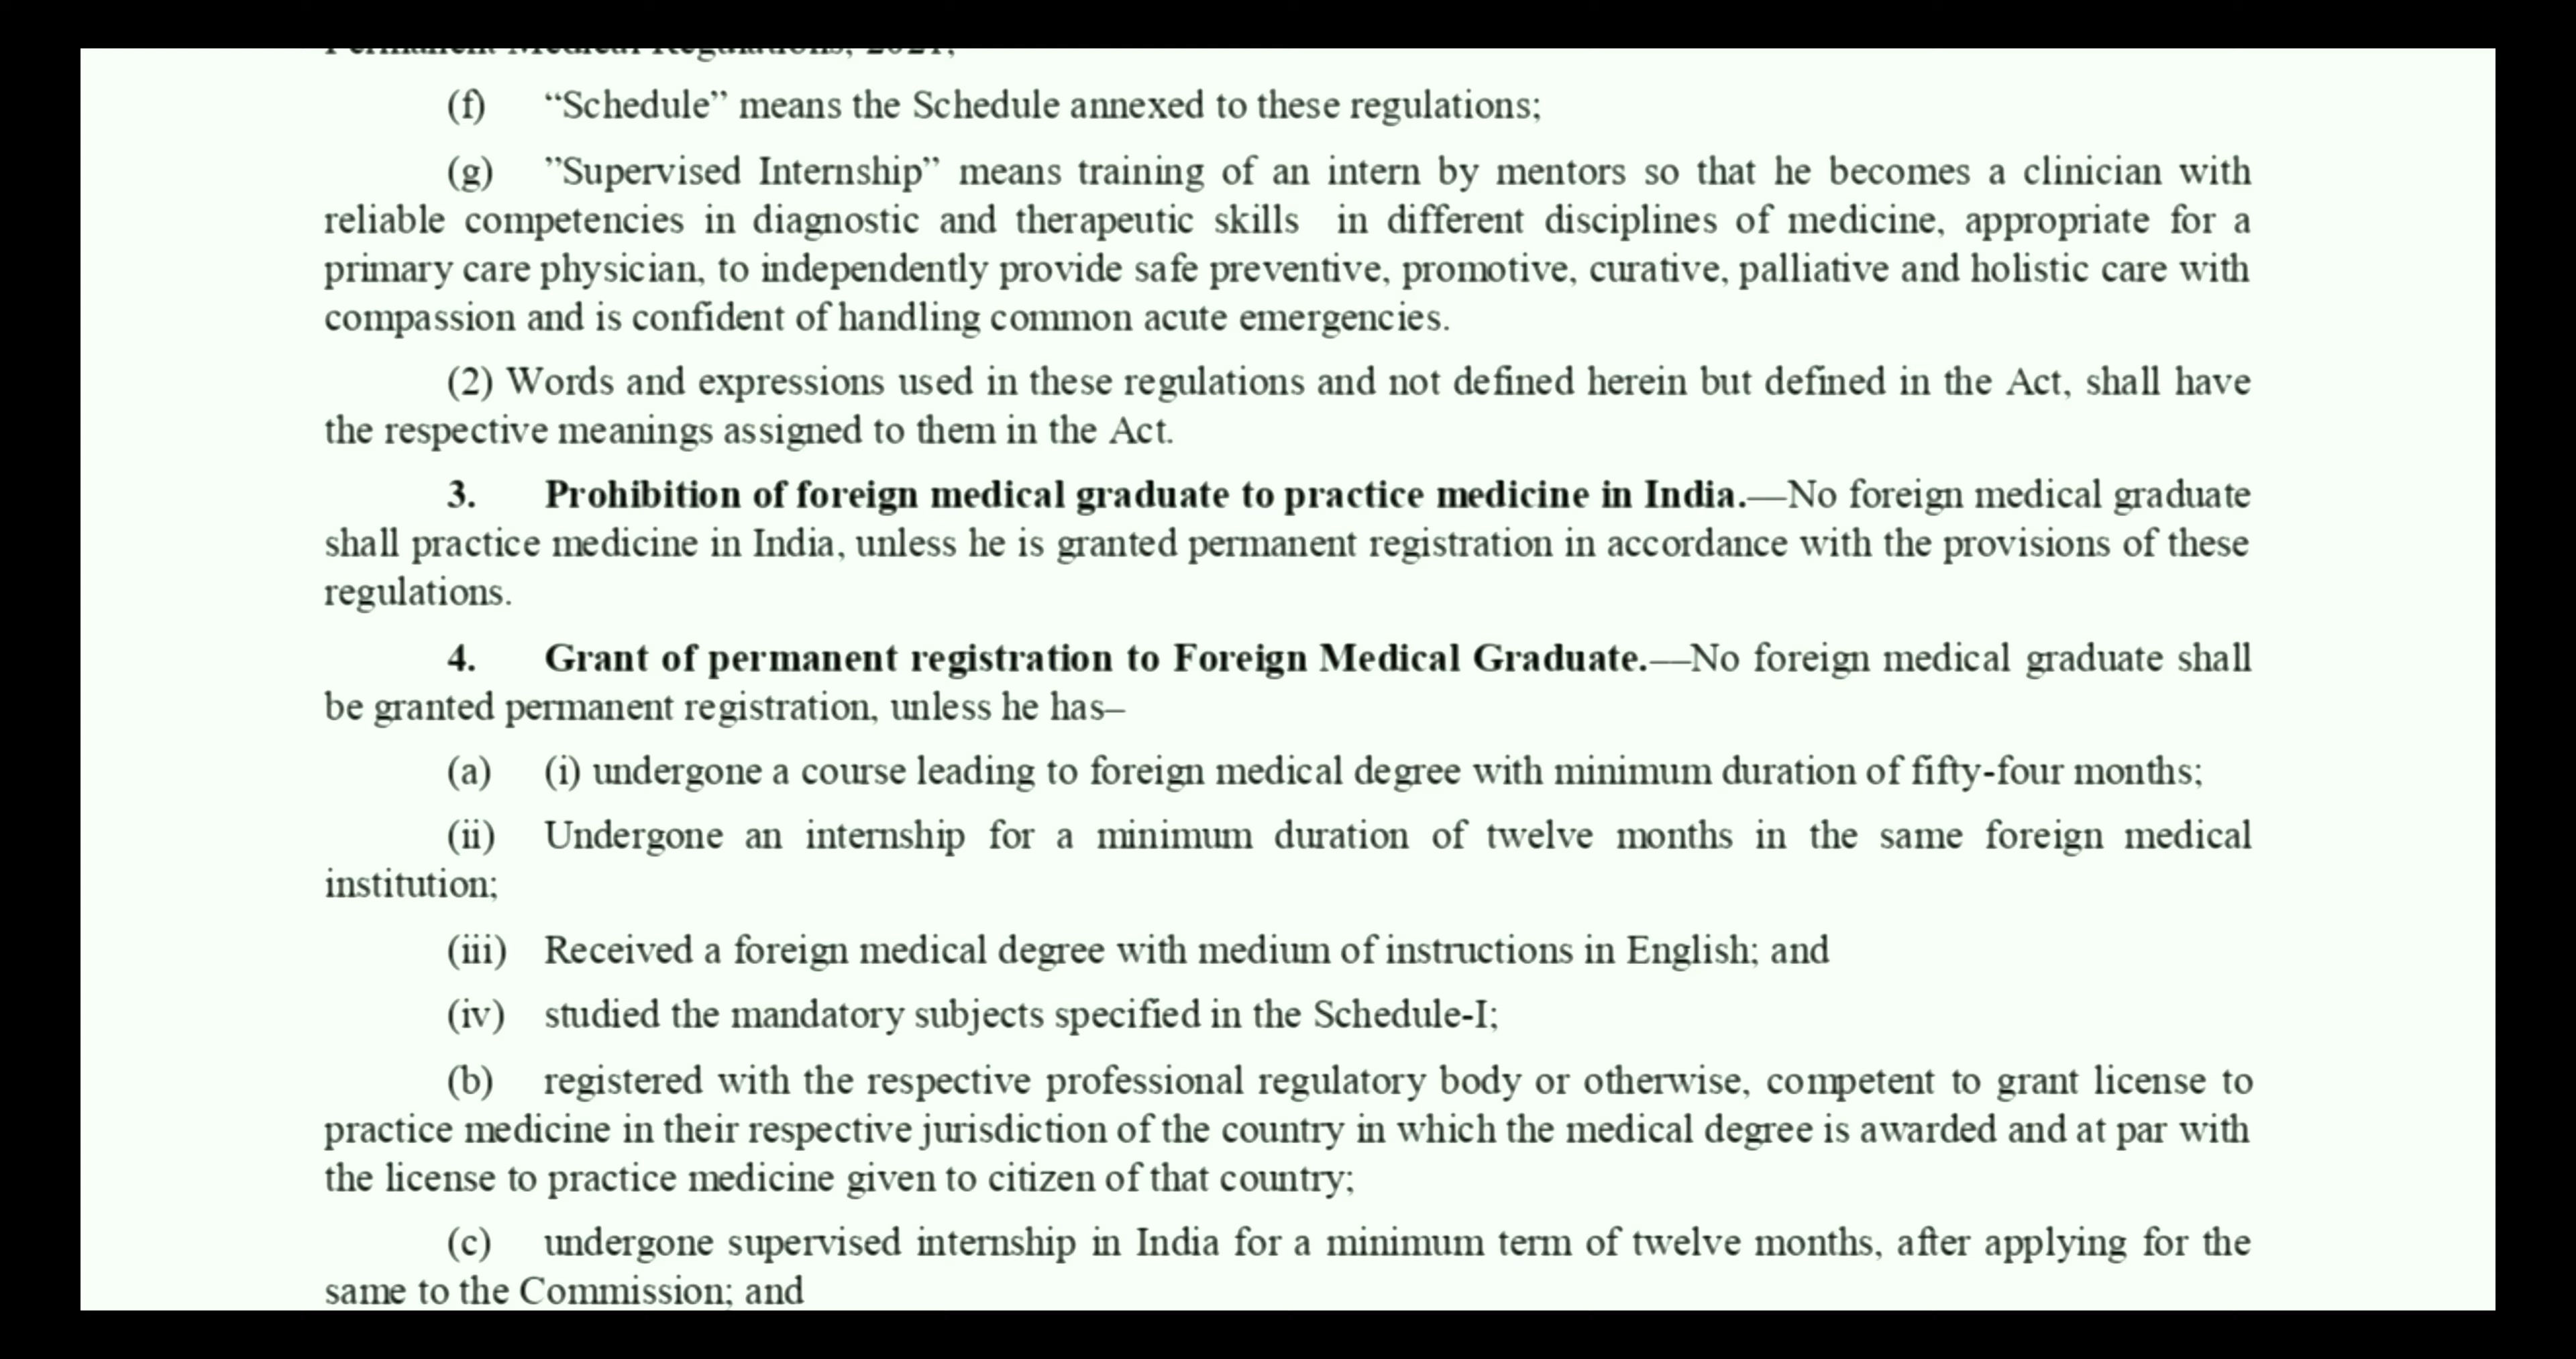 Permanent Medical Regulations, 2021;
(f) “Schedule” means the Schedule annexed to these regulations;
(g) ”Supervised Internship” means training of an intern by mentors so that he becomes a clinician with
reliable competencies in diagnostic and therapeutic skills in different disciplines of medicine, appropriate for a
primary care physician, to independently provide safe preventive, promotive, curative, palliative and holistic care with
compassion and is confident of handling common acute emergencies.
(2) Words and expressions used in these regulations and not defined herein but defined in the Act, shall have
the respective meanings assigned to them in the Act.
3. Prohibition of foreign medical graduate to practice medicine in India.—No foreign medical graduate
shall practice medicine in India, unless he is granted permanent registration in accordance with the provisions of these
regulations.
4. Grant of permanent registration to Foreign Medical Graduate.—No foreign medical graduate shall
be granted permanent registration, unless he has–
(a) (i) undergone a course leading to foreign medical degree with minimum duration of fifty-four months;
(ii) Undergone an internship for a minimum duration of twelve months in the same foreign medical
institution;
(iii) Received a foreign medical degree with medium of instructions in English; and
(iv) studied the mandatory subjects specified in the Schedule-I;
(b) registered with the respective professional regulatory body or otherwise, competent to grant license to
practice medicine in their respective jurisdiction of the country in which the medical degree is awarded and at par with
the license to practice medicine given to citizen of that country;
(c) undergone supervised internship in India for a minimum term of twelve months, after applying for the
same to the Commission; and